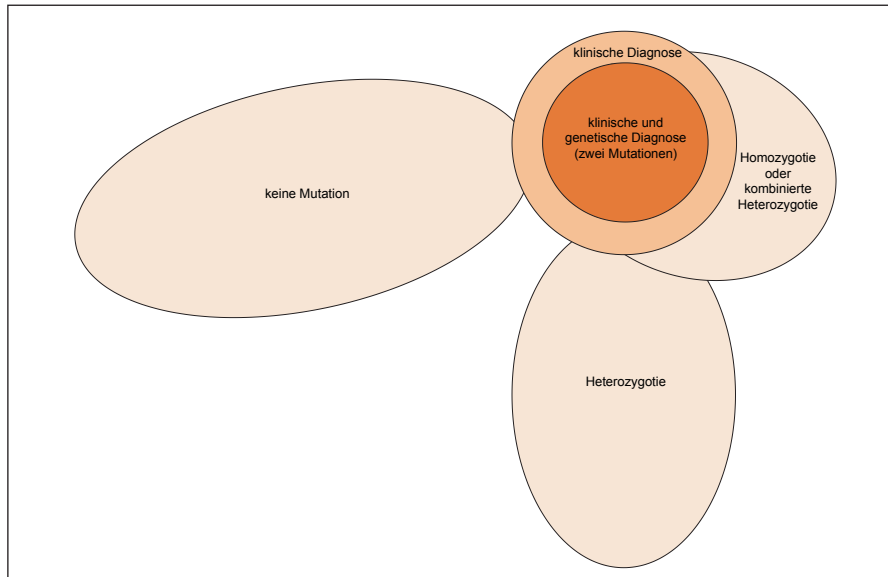 klinische Diagnose
klinische und
genetische Diagnose
(zwei Mutationen)
Homozygotie
oder
kombinierte
Heterozygotie
keine Mutation
Heterozygotie